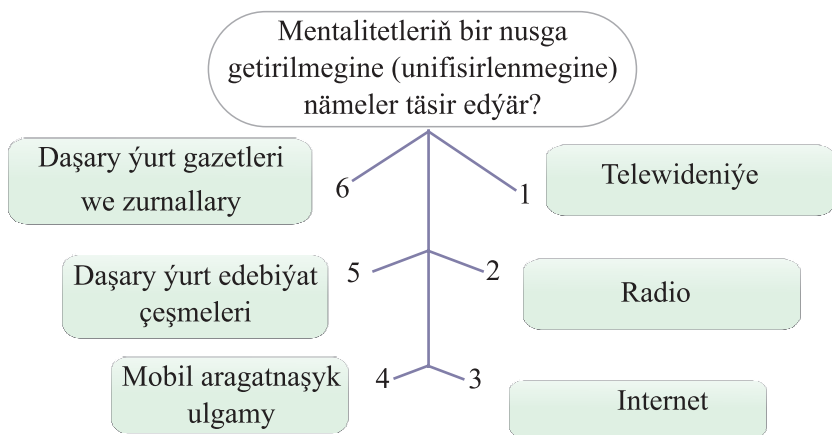 Mentalitetleriň bir nusga
getirilmegine (unifisirlenmegine)
nämeler täsir edýär?
Daşary ýurt gazetleri
we zurnallary
6
1
Telewideniýe
Daşary ýurt edebiýat
çeşmeleri
5
2
Radio
Mobil aragatnaşyk
ulgamy
4
3
Internet